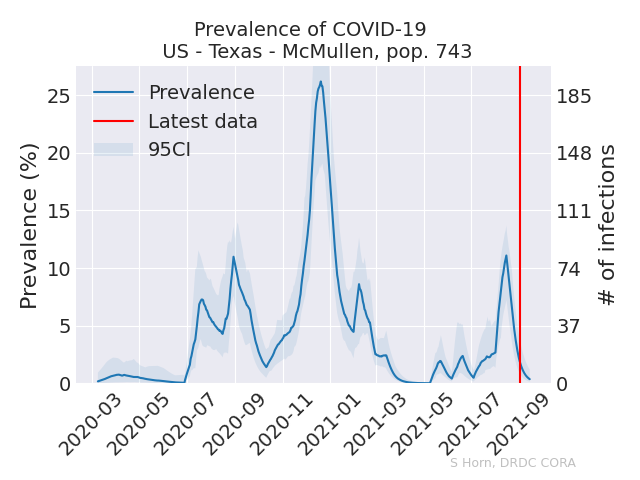 Prevalence of COVID-19
US - Texas - McMullen, pop. 743
Prevalence
Latest data
95CI
Prevalence (%)
25
20
15
10
5
0
# of infections
185
148
111
74
37
0
2020-03
2020-05
2020-07
2020-09
2020-11
2021-01
2021-03
2021-05
2021-07
2021-09
S Horn, DRDC CORA